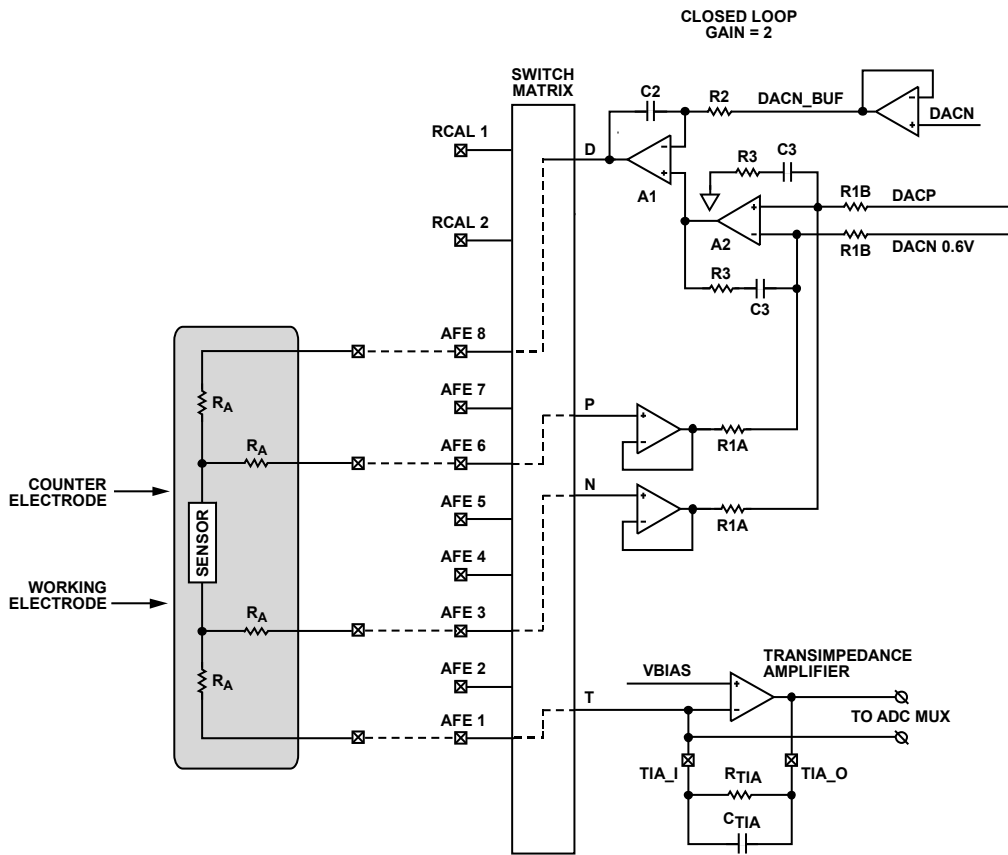 CLOSED LOOP
GAIN = 2
SWITCH
MATRIX
C2
R2
DACN_BUF
DACN
RCAL 1
D
A1
R3
C3
R1B
DACP
RCAL 2
A2
R1B
DACN 0.6V
R3
C3
AFE 8
RA
AFE 7
RA
AFE 6
P
R1A
COUNTER
ELECTRODE
AFE 5
N
R1A
SENSOR
AFE 4
WORKING
ELECTRODE
RA
AFE 3
RA
AFE 2
VBIAS
TRANSIMPEDANCE
AMPLIFIER
AFE 1
T
TO ADC MUX
TIA_I
RTIA
TIA_O
CTIA